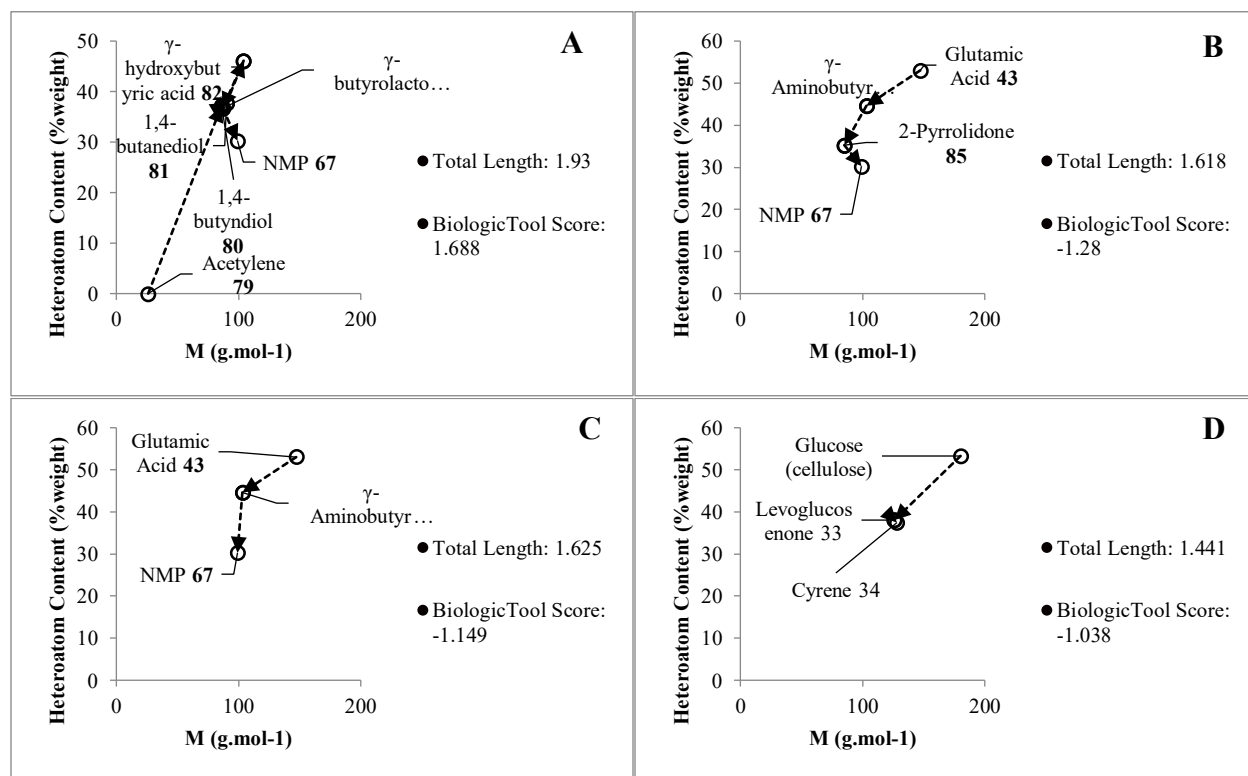 A
Heteroatom Content (%weight)
50
40
30
20
10
0
γ-
hydroxybut
yric acid 82
γ-
butyrolacto…
1,4-
butanediol
81
NMP 67
1,4-
butyndiol
80
Acetylene
79
0
100
200
M (g.mol-1)
● Total Length: 1.93
● BiologicTool Score:
1.688
B
Heteroatom Content (%weight)
60
50
40
30
20
10
0
γ-
Aminobutyr…
Glutamic
Acid 43
2-Pyrrolidone
85
NMP 67
0
100
200
M (g.mol-1)
● Total Length: 1.618
● BiologicTool Score:
-1.28
C
Heteroatom Content (%weight)
60
50
40
30
20
10
0
Glutamic
Acid 43
γ-
Aminobutyr…
NMP 67
0
100
200
M (g.mol-1)
● Total Length: 1.625
● BiologicTool Score:
-1.149
D
Heteroatom Content (%weight)
60
50
40
30
20
10
0
Glucose
(cellulose)
Levoglucos
enone 33
Cyrene 34
0
100
200
M (g.mol-1)
● Total Length: 1.441
● BiologicTool Score:
-1.038